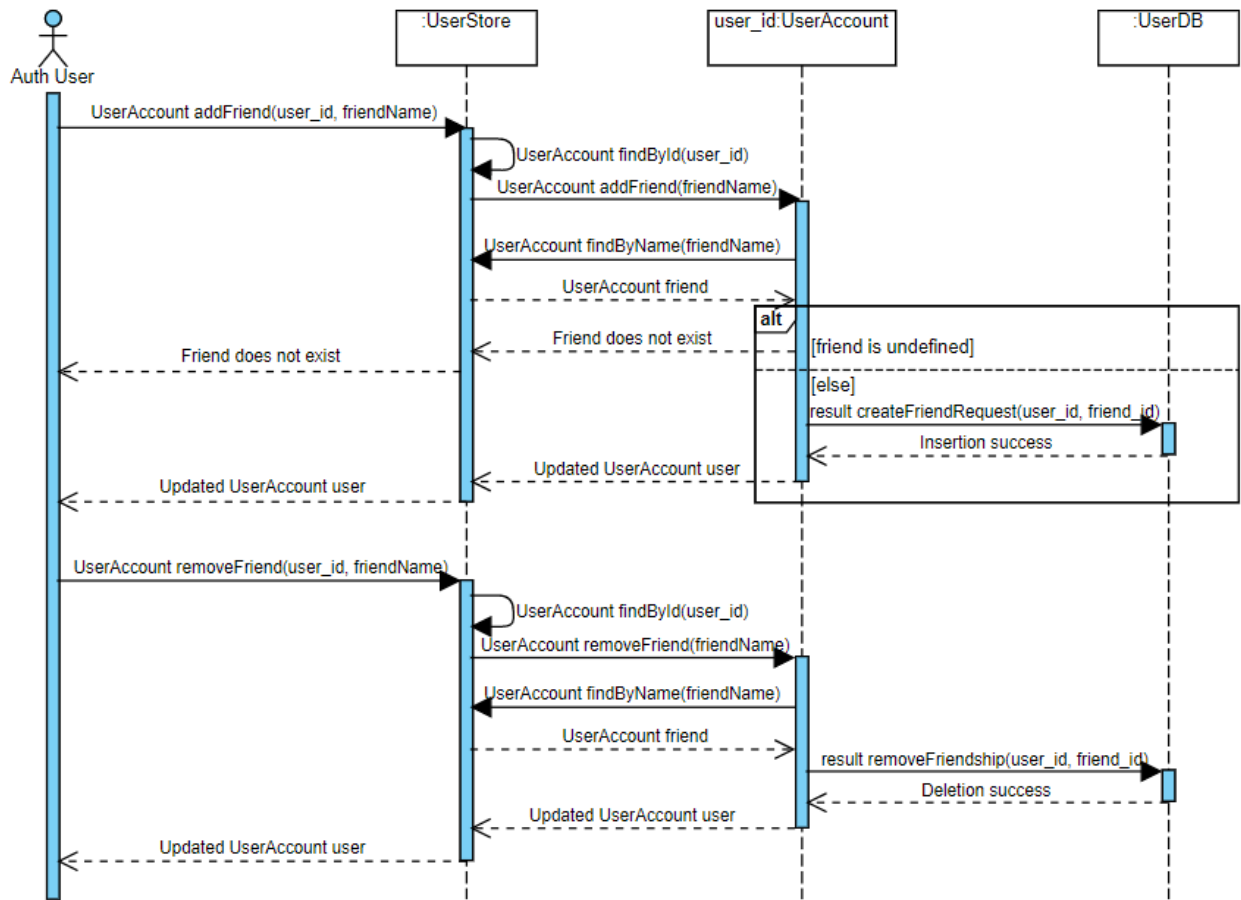 :UserStore
user_id:UserAccount
:UserDB
Auth User
UserAccount addFriend(user_id, friendName)
UserAccount findById(user_id)
UserAccount addFriend(friendName)
UserAccount findByName(friendName)
UserAccount friend
alt
Friend does not exist
[friend is undefined]
Friend does not exist
[else]
result createFriendRequest(user_id, friend_id)
Insertion success
Updated UserAccount user
Updated UserAccount user
UserAccount removeFriend(user_id, friendName)
UserAccount findById(user_id)
UserAccount removeFriend(friendName)
UserAccount findByName(friendName)
UserAccount friend
result removeFriendship(user_id, friend_id)
Deletion success
Updated UserAccount user
Updated UserAccount user